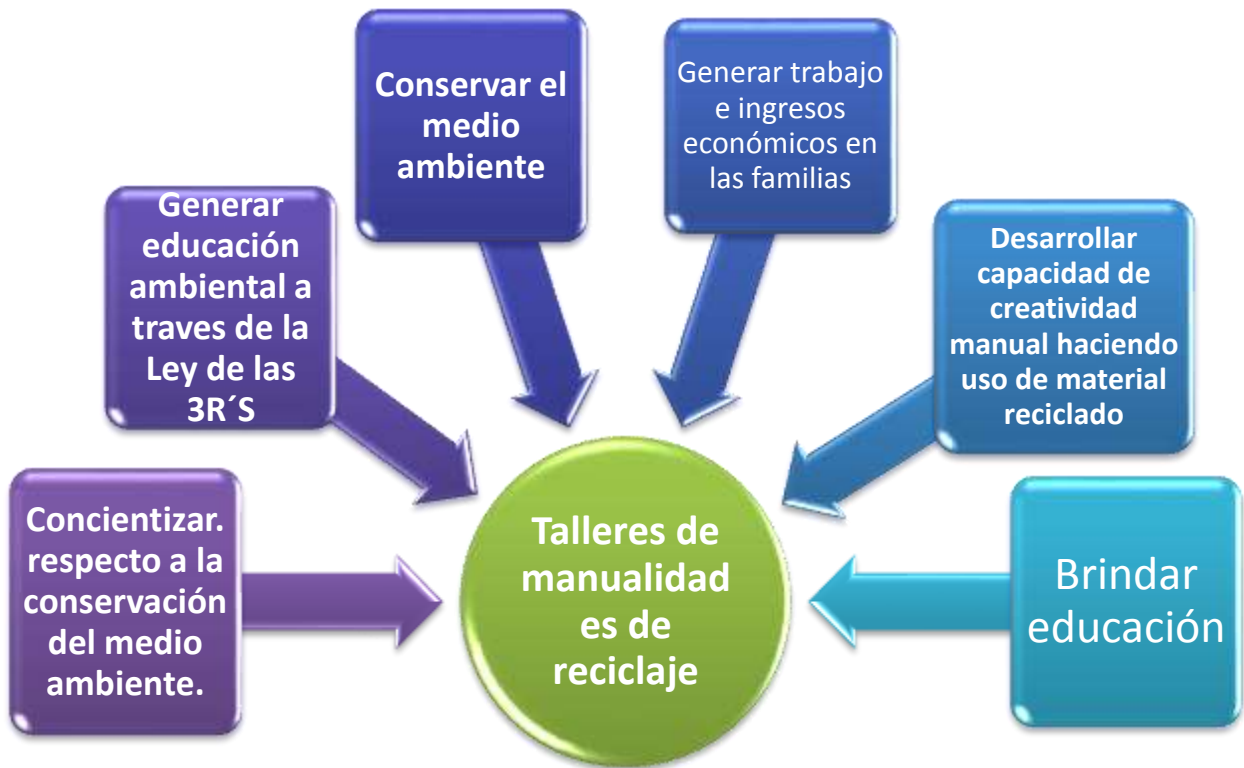 Conservar el
medio
ambiente
Generar trabajo
e ingresos
económicos en
las familias
Generar
educación
ambiental a
traves de la
Ley de las
3R´S
Desarrollar
capacidad de
creatividad
manual haciendo
uso de material
reciclado
Concientizar.
respecto a la
conservación
del medio
ambiente.
Talleres de
manualidad
es de
reciclaje
Brindar
educación